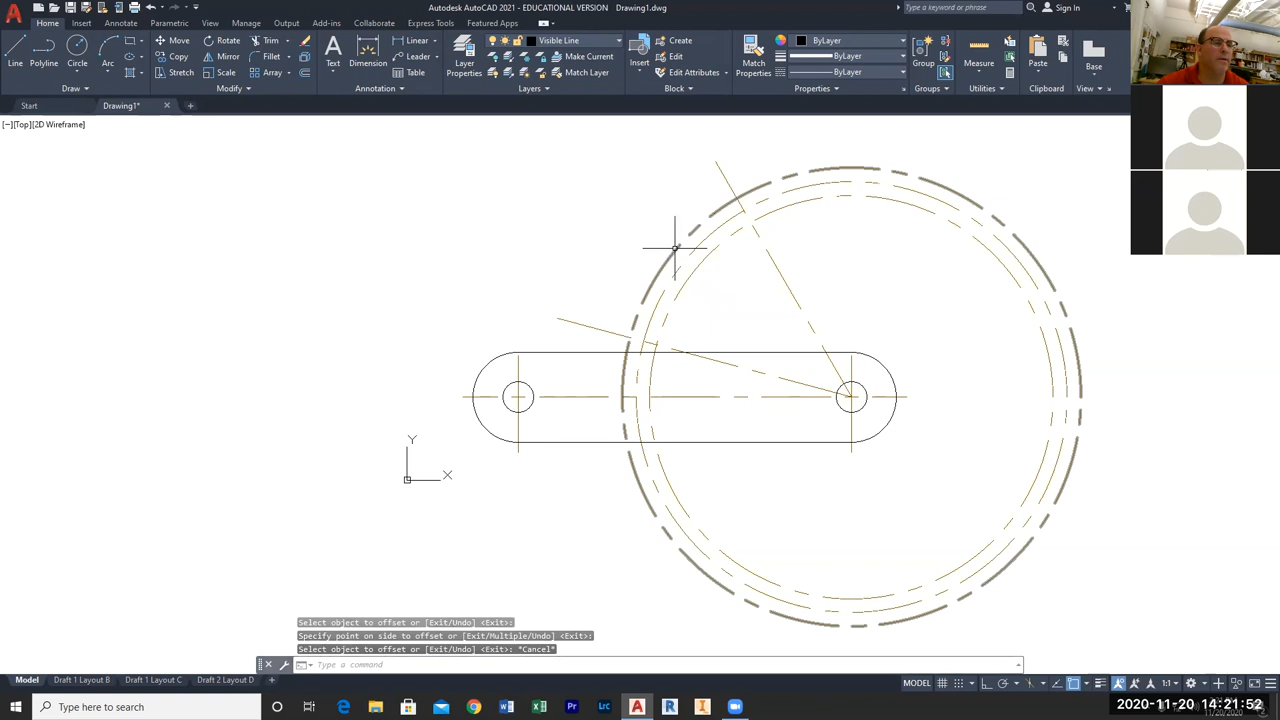 Autodesk AutoCAD - EDUCATIONAL VERSION Drawing1.dwg
Type a keyword or phrase
Sign In
Home Insert Annotate Parametric View Manage Output Add-ins Collaborate Express Tools Featured Apps
Line Polyline Circle Arc
Move Rotate Trim
Copy Mirror Fillet
Stretch Scale Array
Text Dimension
Linear
Leader
Table
Layer Properties
Visible Line
Make Current
Match Layer
Insert
Create
Edit
Edit Attributes
Match Properties
ByLayer
ByLayer
ByLayer
Group
Measure
Paste
Base
Draw Modify Annotation Layers Block Properties Groups Utilities Clipboard View
Start Drawing1*
[−][Top][2D Wireframe]
Y
X
Select object to offset or [Exit/Undo] <Exit>:
Specify point on side to offset or [Exit/Multiple/Undo] <Exit>:
Select object to offset or [Exit/Undo] <Exit>: *Cancel*
Type a command
Model Draft 1 Layout B Draft 1 Layout C Draft 2 Layout D
MODEL 1:1
Type here to search
2020-11-20 14:21:52
11/20/2020